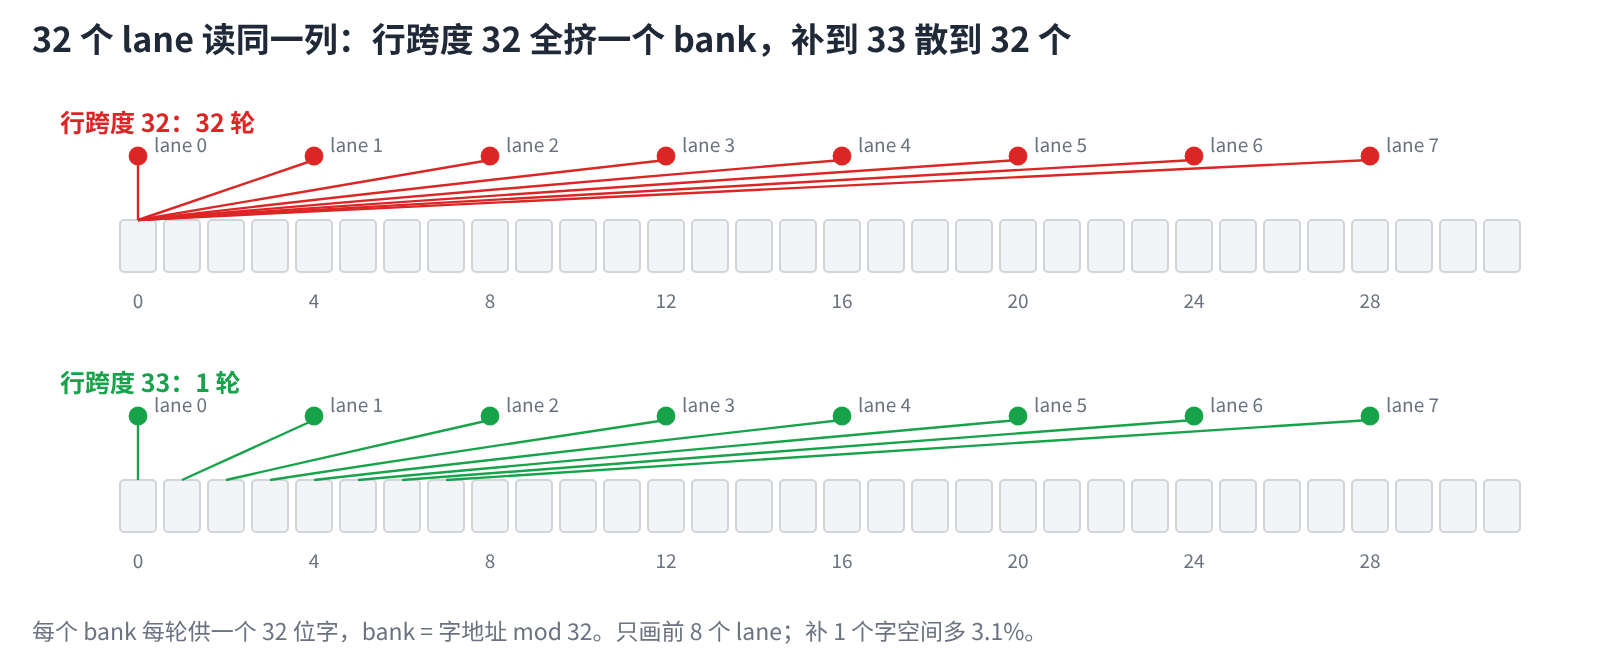 32 个 lane 读同一列：行跨度 32 全挤一个 bank，补到 33 散到 32 个
行跨度 32：32 轮
lane 0 lane 1 lane 2 lane 3 lane 4 lane 5 lane 6 lane 7
0 4 8 12 16 20 24 28
行跨度 33：1 轮
lane 0 lane 1 lane 2 lane 3 lane 4 lane 5 lane 6 lane 7
0 4 8 12 16 20 24 28
每个 bank 每轮供一个 32 位字，bank = 字地址 mod 32。只画前 8 个 lane；补 1 个字空间多 3.1%。